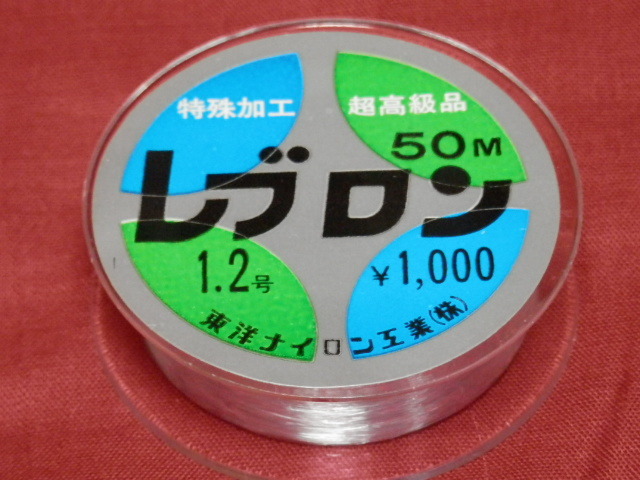 特殊加工 超高級品
50M
レブロン
1.2号 ¥1,000
東洋ナイロン工業(株)